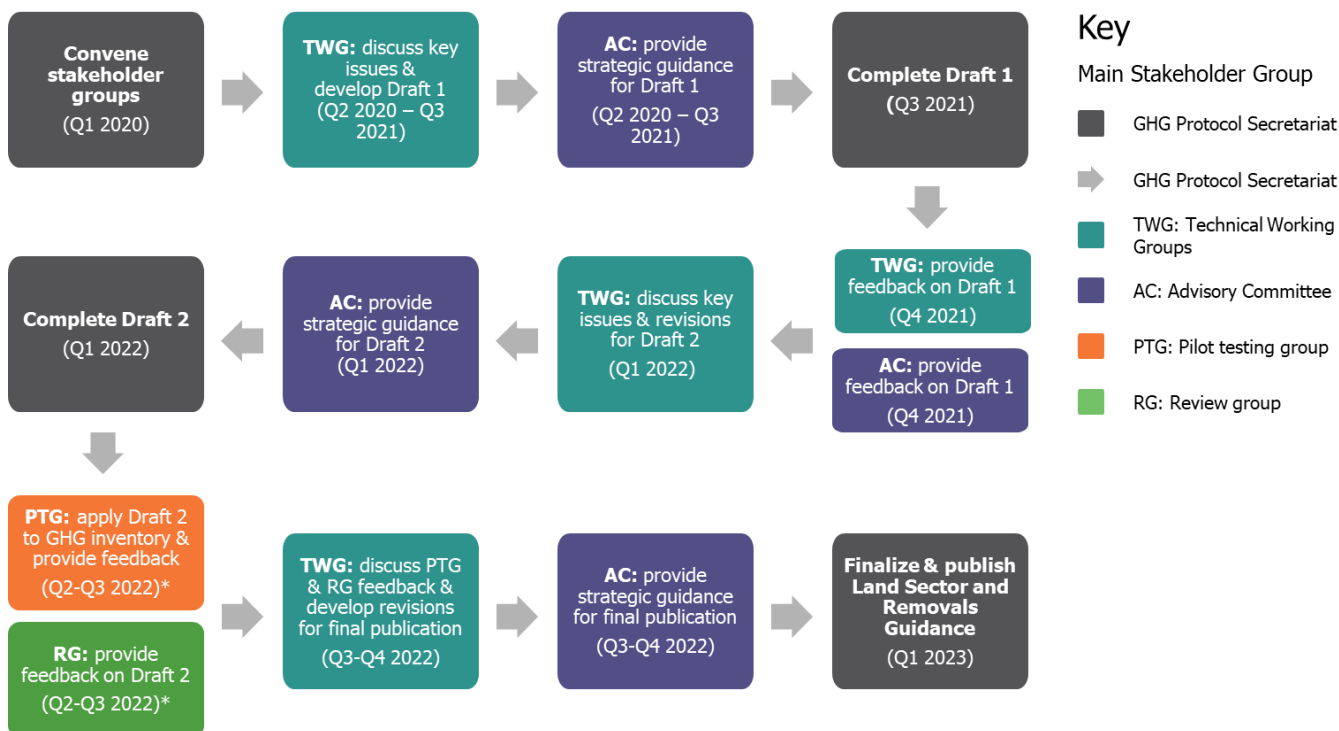 Convene
stakeholder
groups
(Q1 2020)
TWG: discuss key
issues &
develop Draft 1
(Q2 2020 – Q3
2021)
AC: provide
strategic guidance
for Draft 1
(Q2 2020 – Q3
2021)
Complete Draft 1
(Q3 2021)
TWG: provide
feedback on Draft 1
(Q4 2021)
AC: provide
feedback on Draft 1
(Q4 2021)
TWG: discuss key
issues & revisions
for Draft 2
(Q1 2022)
AC: provide
strategic guidance
for Draft 2
(Q1 2022)
Complete Draft 2
(Q1 2022)
PTG: apply Draft 2
to GHG inventory &
provide feedback
(Q2-Q3 2022)*
RG: provide
feedback on Draft 2
(Q2-Q3 2022)*
TWG: discuss PTG
& RG feedback &
develop revisions
for final publication
(Q3-Q4 2022)
AC: provide
strategic guidance
for final publication
(Q3-Q4 2022)
Finalize & publish
Land Sector and
Removals
Guidance
(Q1 2023)
Key
Main Stakeholder Group
GHG Protocol Secretariat
GHG Protocol Secretariat
TWG: Technical Working
Groups
AC: Advisory Committee
PTG: Pilot testing group
RG: Review group